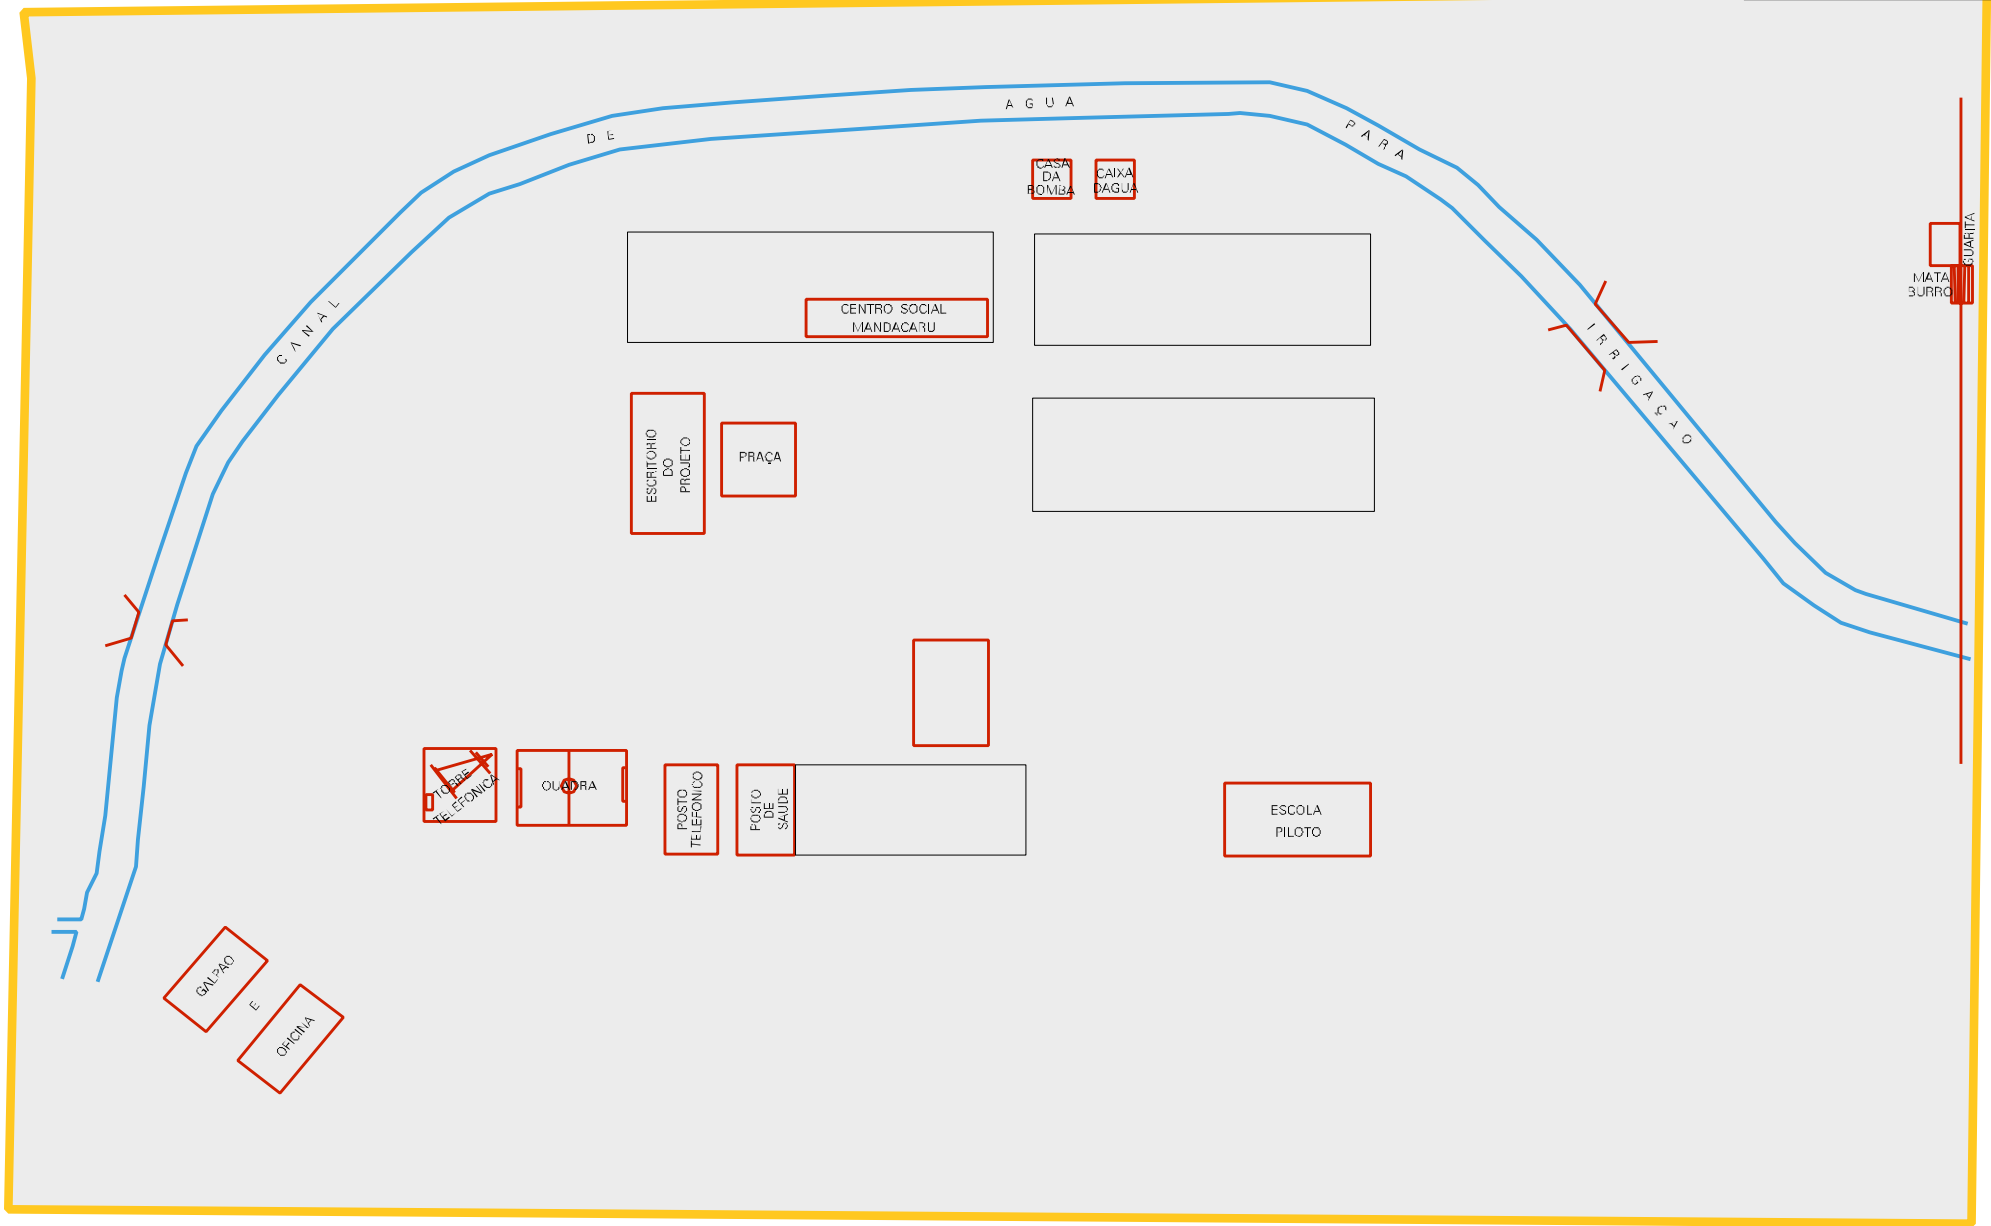 CANAL DE AGUA PARA IRRIGAÇAO
CASA
DA
BOMBA
CAIXA
DAGUA
GUARITA
MATA
BURRO
CENTRO SOCIAL
MANDACARU
ESCRITORIO
DO
PROJETO
PRAÇA
TORRE
TELEFONICA
QUADRA
POSTO
TELEFONICO
POSTO
DE
SAUDE
ESCOLA
PILOTO
GALPAO
E
OFICINA